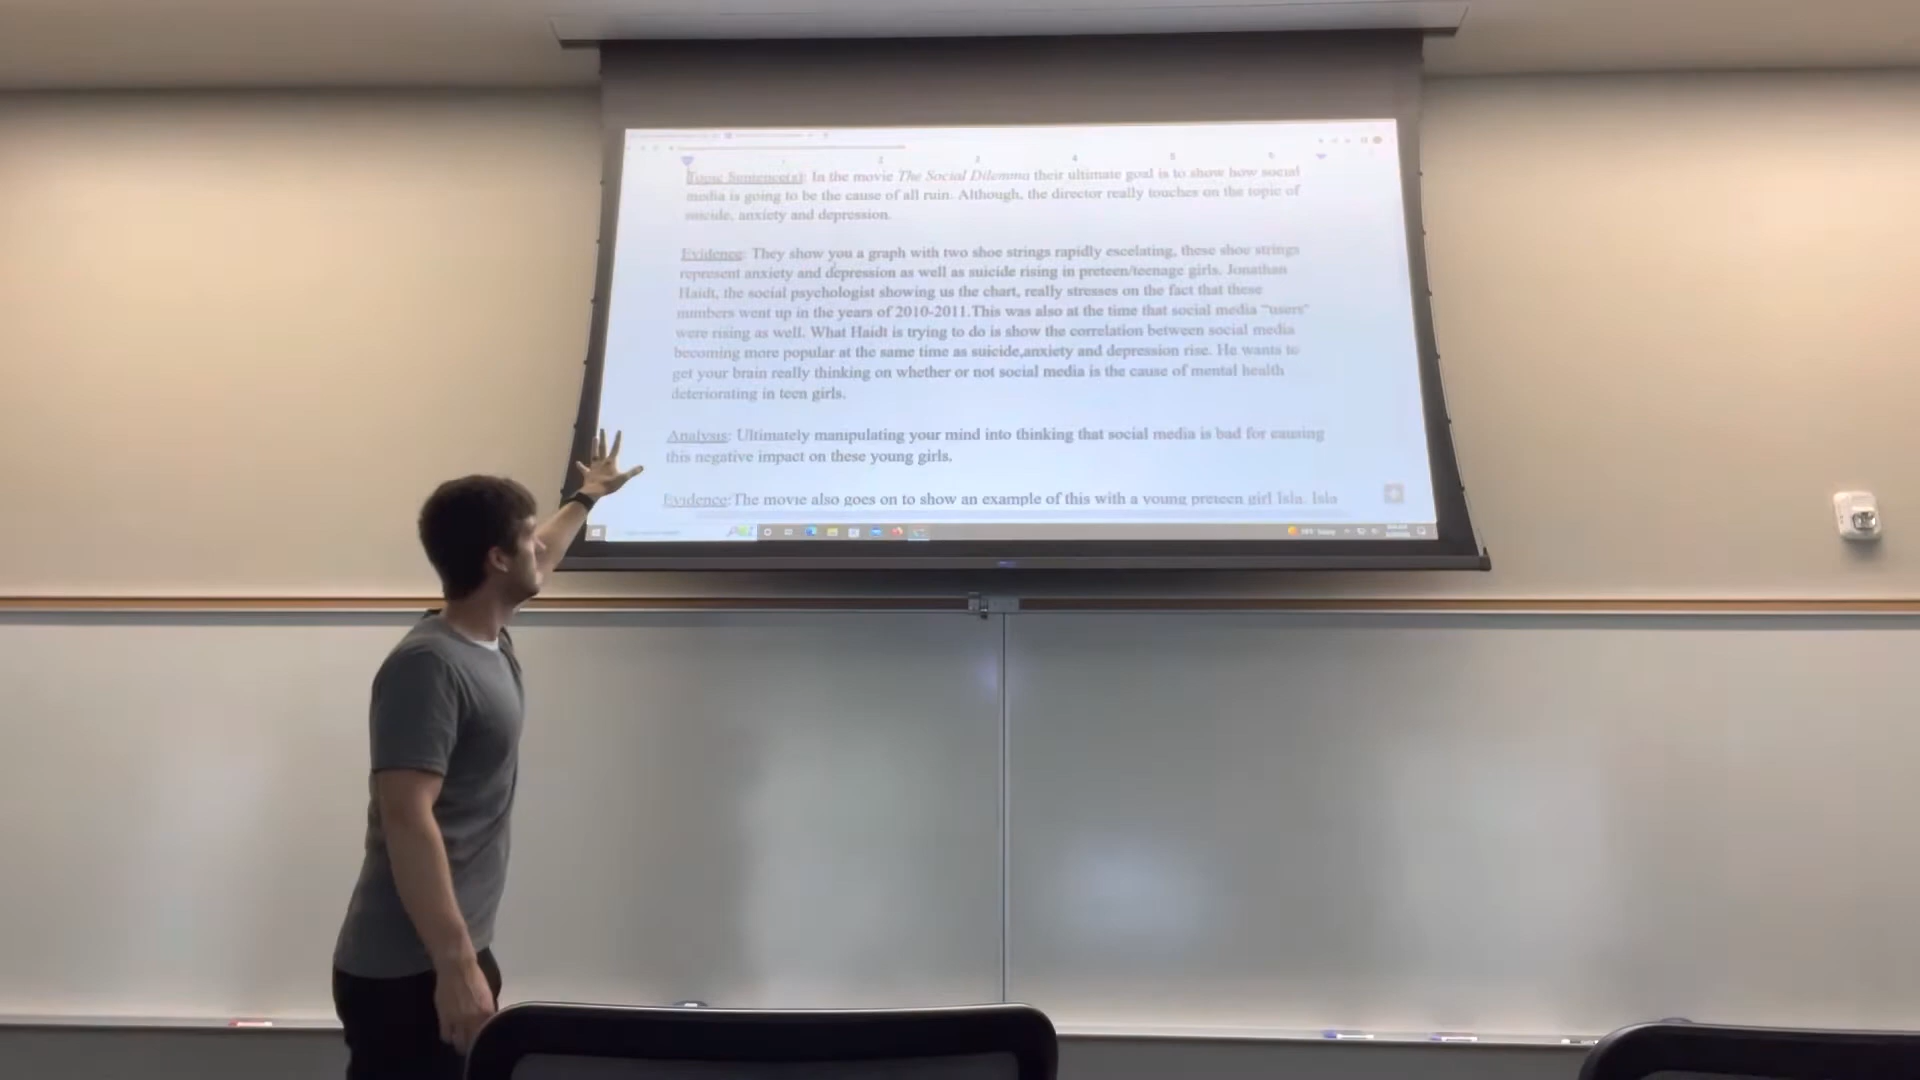 Topic Sentence(s): In the movie The Social Dilemma their ultimate goal is to show how social
media is going to be the cause of all ruin. Although, the director really touches on the topic of
suicide, anxiety and depression.
Evidence: They show you a graph with two shoe strings rapidly escelating, these shoe strings
represent anxiety and depression as well as suicide rising in preteen/teenage girls. Jonathan
Haidt, the social psychologist showing us the chart, really stresses on the fact that these
numbers went up in the years of 2010-2011.This was also at the time that social media "users"
were rising as well. What Haidt is trying to do is show the correlation between social media
becoming more popular at the same time as suicide,anxiety and depression rise. He wants to
get your brain really thinking on whether or not social media is the cause of mental health
deteriorating in teen girls.
Analysis: Ultimately manipulating your mind into thinking that social media is bad for causing
this negative impact on these young girls.
Evidence:The movie also goes on to show an example of this with a young preteen girl Isla. Isla